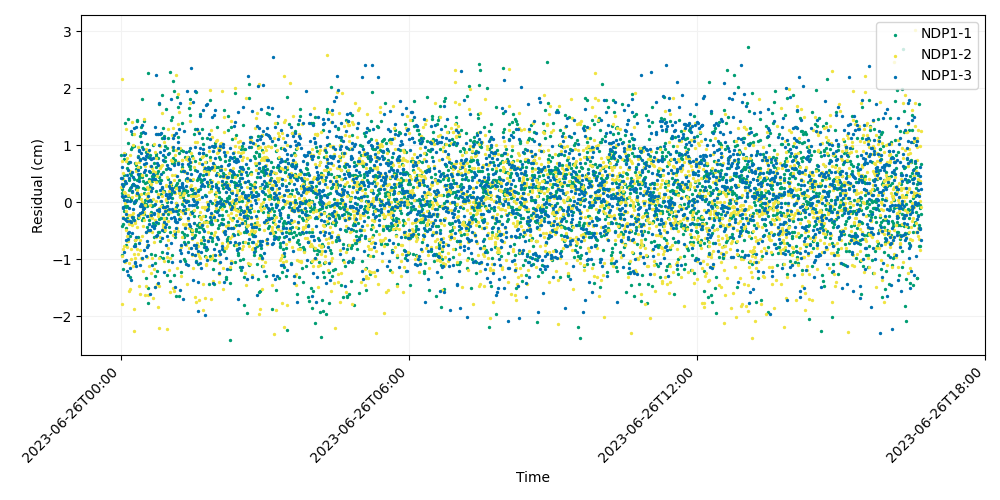 3
2
1
0
−1
−2
Residual (cm)
NDP1-1
NDP1-2
NDP1-3
2023-06-26T00:00
2023-06-26T06:00
2023-06-26T12:00
2023-06-26T18:00
Time